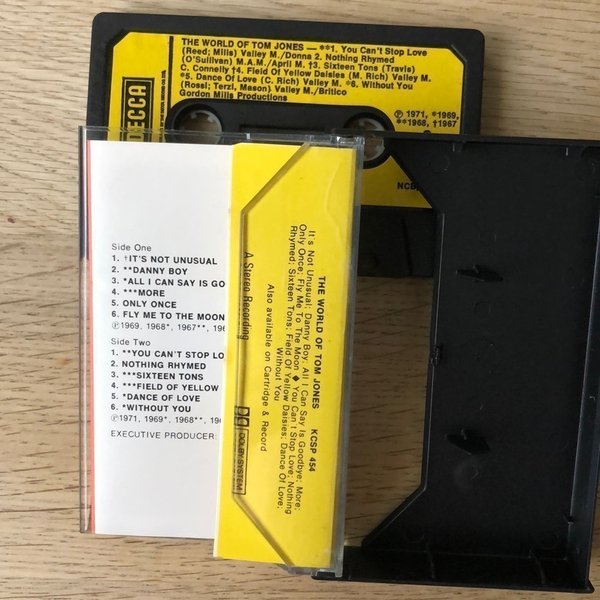 THE WORLD OF TOM JONES — **1. You Can't Stop Love
(Reed; Mills) Valley M./Donna 2. Nothing Rhymed
(O'Sullivan) M.A.M./April M. †3. Sixteen Tons (Travis)
C. Connelly †4. Field Of Yellow Daisies (M. Rich) Valley M.
*5. Dance Of Love (C. Rich) Valley M. *6. Without You
(Rossi; Terzi, Mason) Valley M./Britico
Gordon Mills Productions
℗ 1971, *1969,
**1968, †1967
DECCA
Side One
1. †IT'S NOT UNUSUAL
2. **DANNY BOY
3. *ALL I CAN SAY IS GO
4. ***MORE
5. ONLY ONCE
6. FLY ME TO THE MOON
℗1969. 1968*, 1967**, 196
Side Two
1. **YOU CAN'T STOP LO
2. NOTHING RHYMED
3. ***SIXTEEN TONS
4. ***FIELD OF YELLOW
5. *DANCE OF LOVE
6. *WITHOUT YOU
℗1971, 1969*, 1968**, 196
EXECUTIVE PRODUCER:
THE WORLD OF TOM JONES KCSP 454
It's Not Unusual; Danny Boy; All I Can Say Is Goodbye; More;
Only Once; Fly Me To The Moon ◆ You Can't Stop Love; Nothing
Rhymed; Sixteen Tons; Field Of Yellow Daisies; Dance Of Love;
Without You
Also available on Cartridge & Record
A Stereo Recording
DOLBY SYSTEM